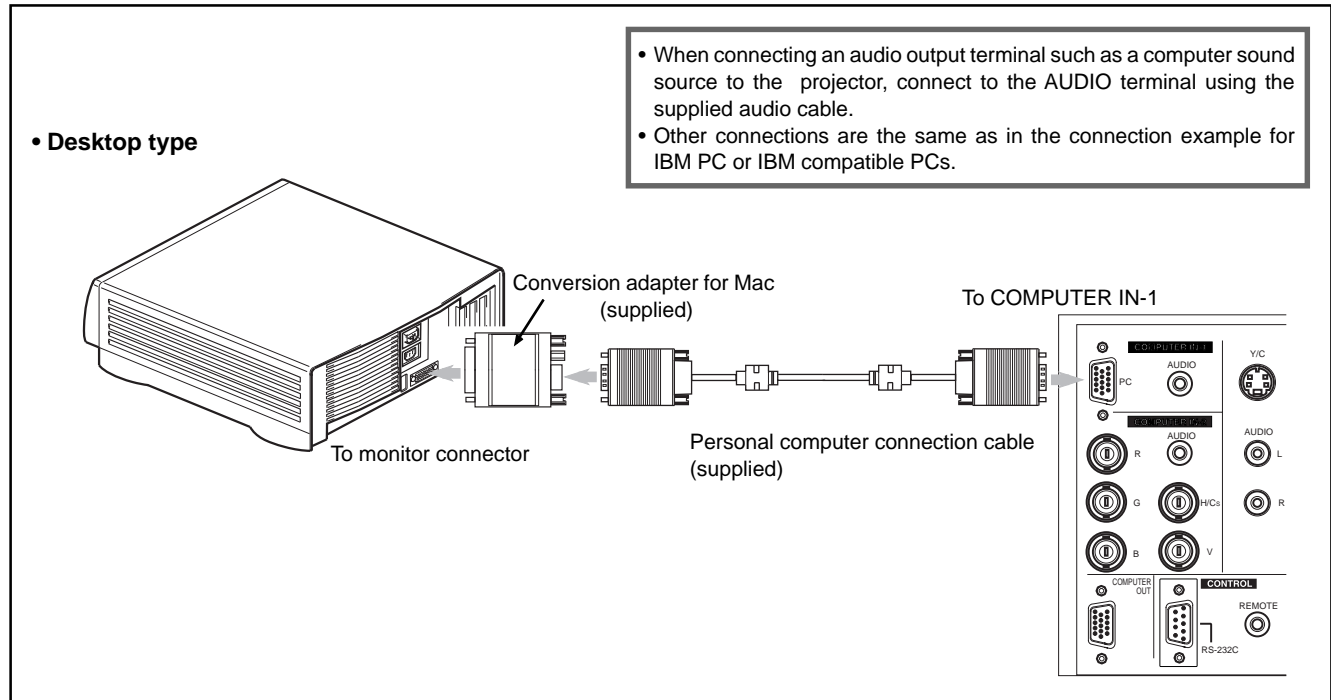 • When connecting an audio output terminal such as a computer sound
source to the projector, connect to the AUDIO terminal using the
supplied audio cable.
• Other connections are the same as in the connection example for
IBM PC or IBM compatible PCs.
• Desktop type
Conversion adapter for Mac
(supplied)
To COMPUTER IN-1
To monitor connector
Personal computer connection cable
(supplied)
COMPUTER IN-1
Y/C
AUDIO
PC
AUDIO
AUDIO
R
L
G
H/Cs
R
B
V
COMPUTER
OUT
CONTROL
REMOTE
RS-232C